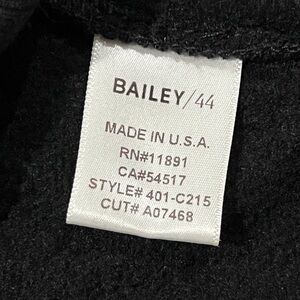 BAILEY/44
MADE IN U.S.A.
RN#11891
CA#54517
STYLE# 401-C215
CUT# A07468